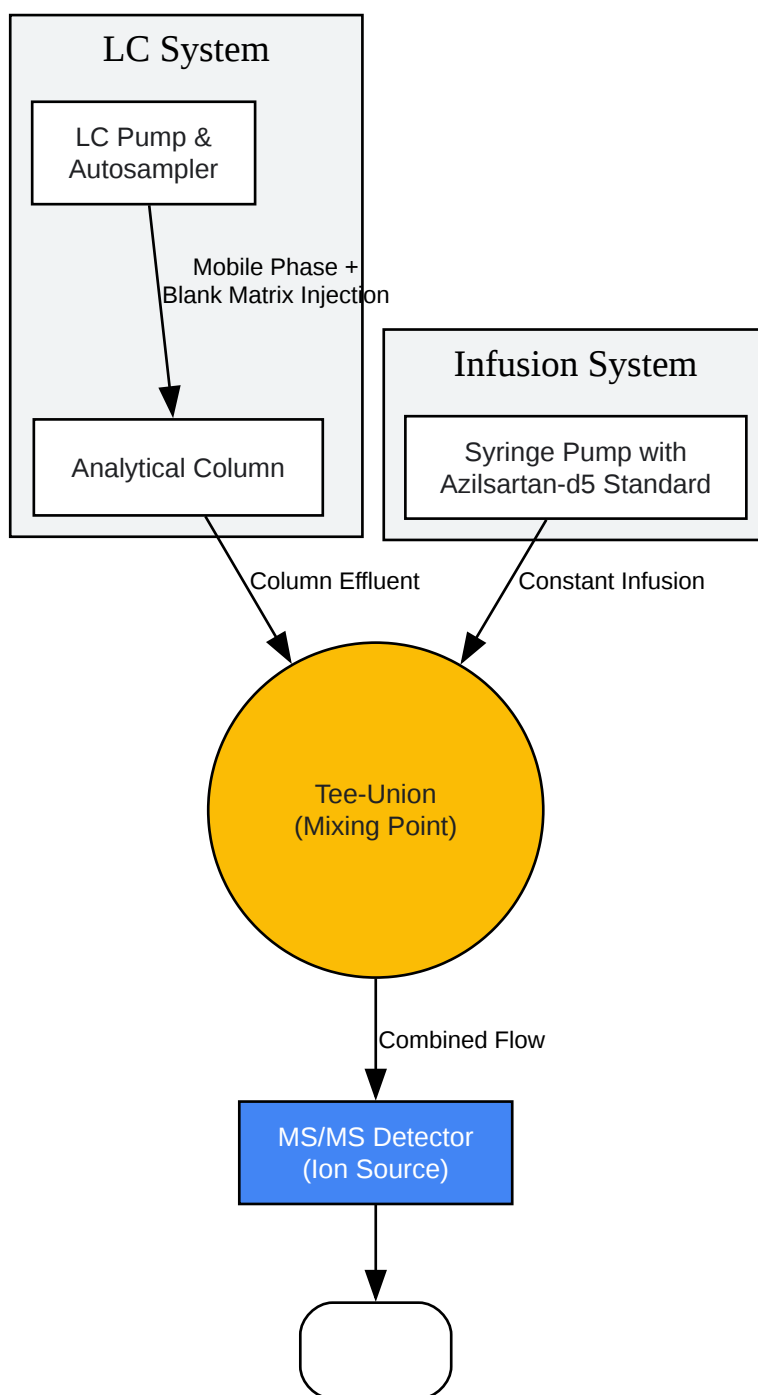 LC System
LC Pump &
Autosampler
Mobile Phase +
Blank Matrix Injection
Infusion System
Analytical Column
Syringe Pump with
Azilsartan-d5 Standard
Column Effluent
Constant Infusion
Tee-Union
(Mixing Point)
Combined Flow
MS/MS Detector
(Ion Source)